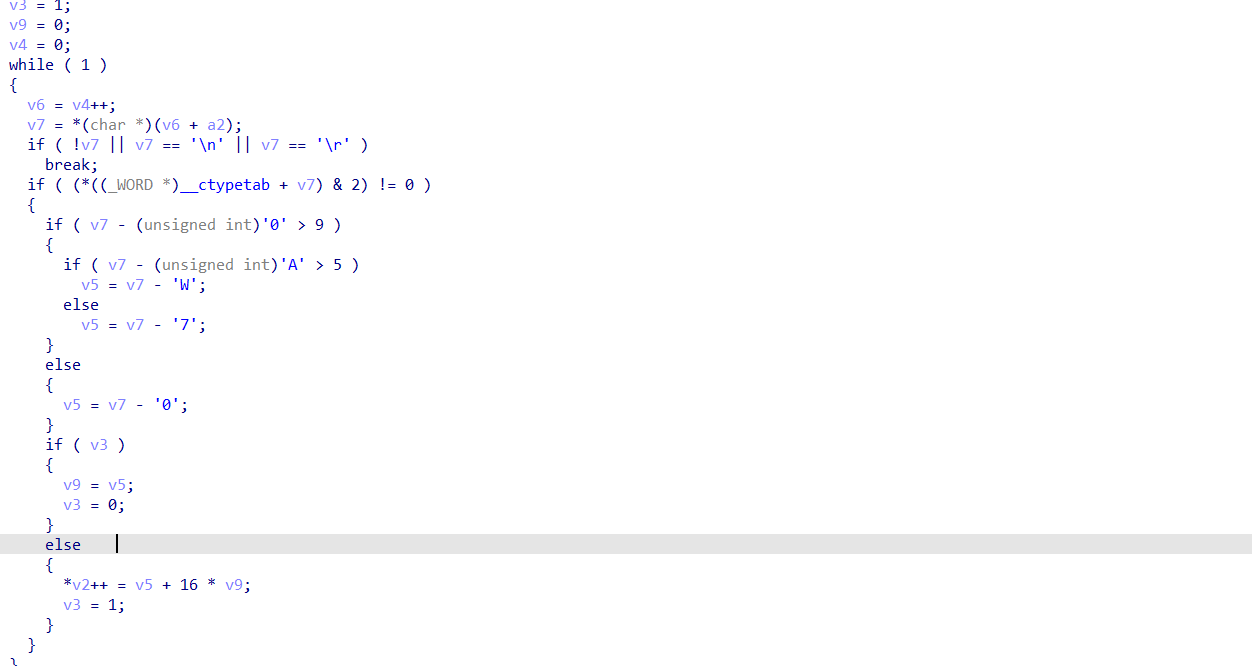 v3 = 1;
v9 = 0;
v4 = 0;
while ( 1 )
{
  v6 = v4++;
  v7 = *(char *)(v6 + a2);
  if ( !v7 || v7 == '\n' || v7 == '\r' )
    break;
  if ( (*((_WORD *)__ctypetab + v7) & 2) != 0 )
  {
    if ( v7 - (unsigned int)'0' > 9 )
    {
      if ( v7 - (unsigned int)'A' > 5 )
        v5 = v7 - 'W';
      else
        v5 = v7 - '7';
    }
    else
    {
      v5 = v7 - '0';
    }
    if ( v3 )
    {
      v9 = v5;
      v3 = 0;
    }
    else
    {
      *v2++ = v5 + 16 * v9;
      v3 = 1;
    }
  }
}